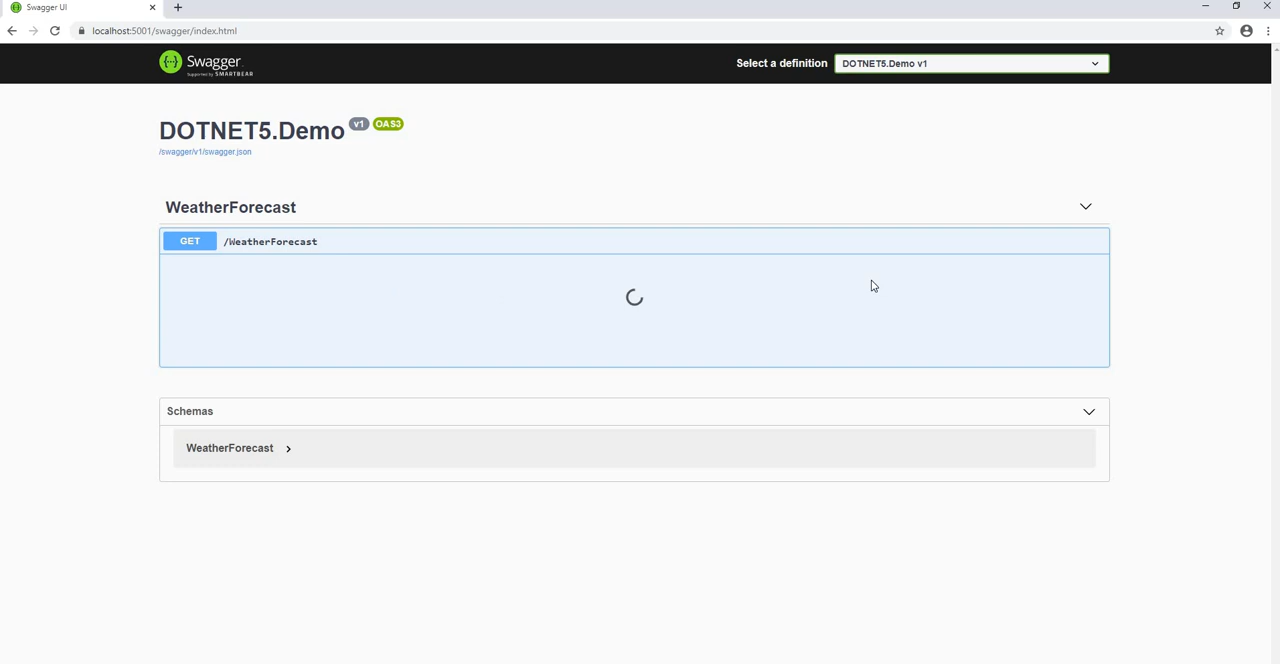 Swagger UI
localhost:5001/swagger/index.html
Swagger
Supported by SMARTBEAR
Select a definition
DOTNET5.Demo v1
DOTNET5.Demo v1 OAS3
/swagger/v1/swagger.json
WeatherForecast
GET /WeatherForecast
Schemas
WeatherForecast